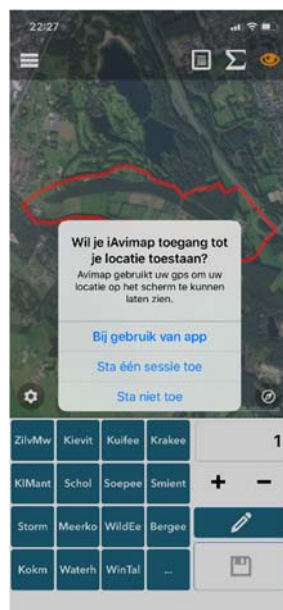 22:27
Wil je iAvimap toegang tot
je locatie toestaan?
Avimap gebruikt uw gps om uw
locatie op het scherm te kunnen
laten zien.
Bij gebruik van app
Sta één sessie toe
Sta niet toe
ZilvMw Kievit Kuifee Krakee 1
KlMant Schol Soepee Smient + −
Storm Meerko WildEe Bergee
Kokm Waterh WinTal ...